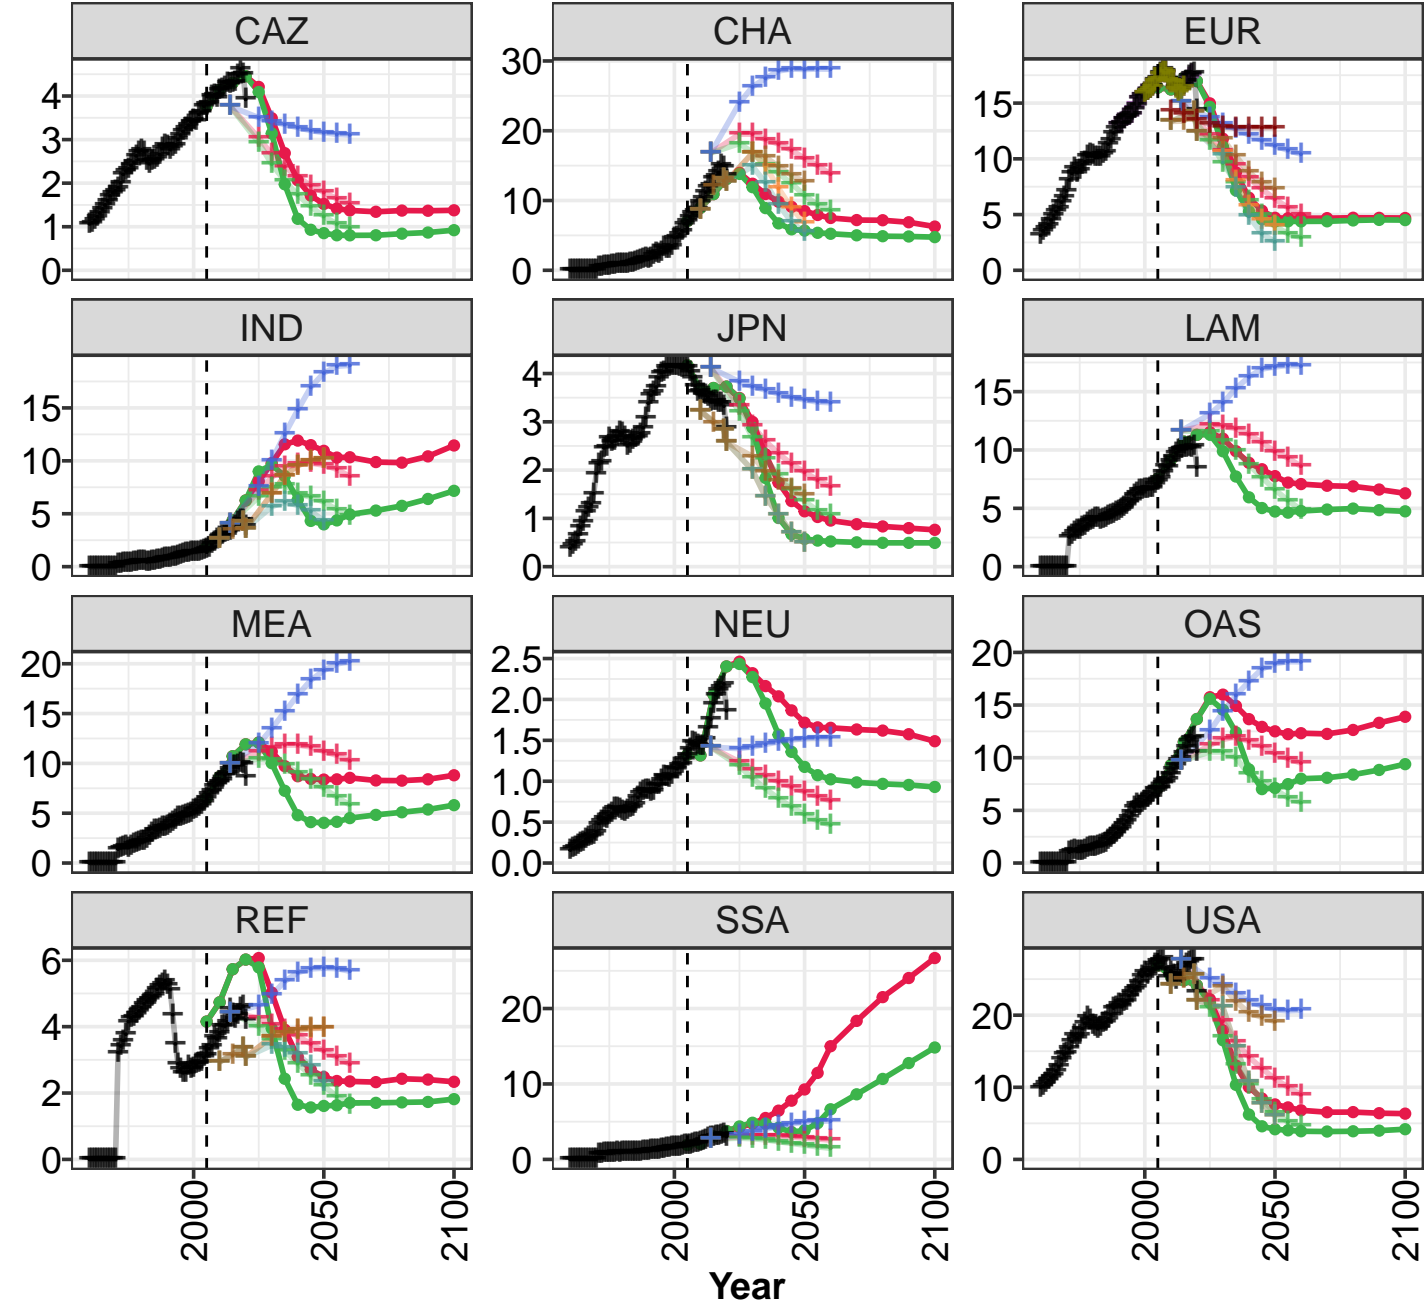 CAZ CHA EUR
4 3 2 1 0
30 20 10 0
15 10 5 0
IND JPN LAM
15 10 5 0
4 3 2 1 0
15 10 5 0
MEA NEU OAS
20 15 10 5 0
2.5 2.0 1.5 1.0 0.5 0.0
20 15 10 5 0
REF SSA USA
6 4 2 0
20 10 0
20 10 0
2000 2050 2100 2000 2050 2100 2000 2050 2100
Year